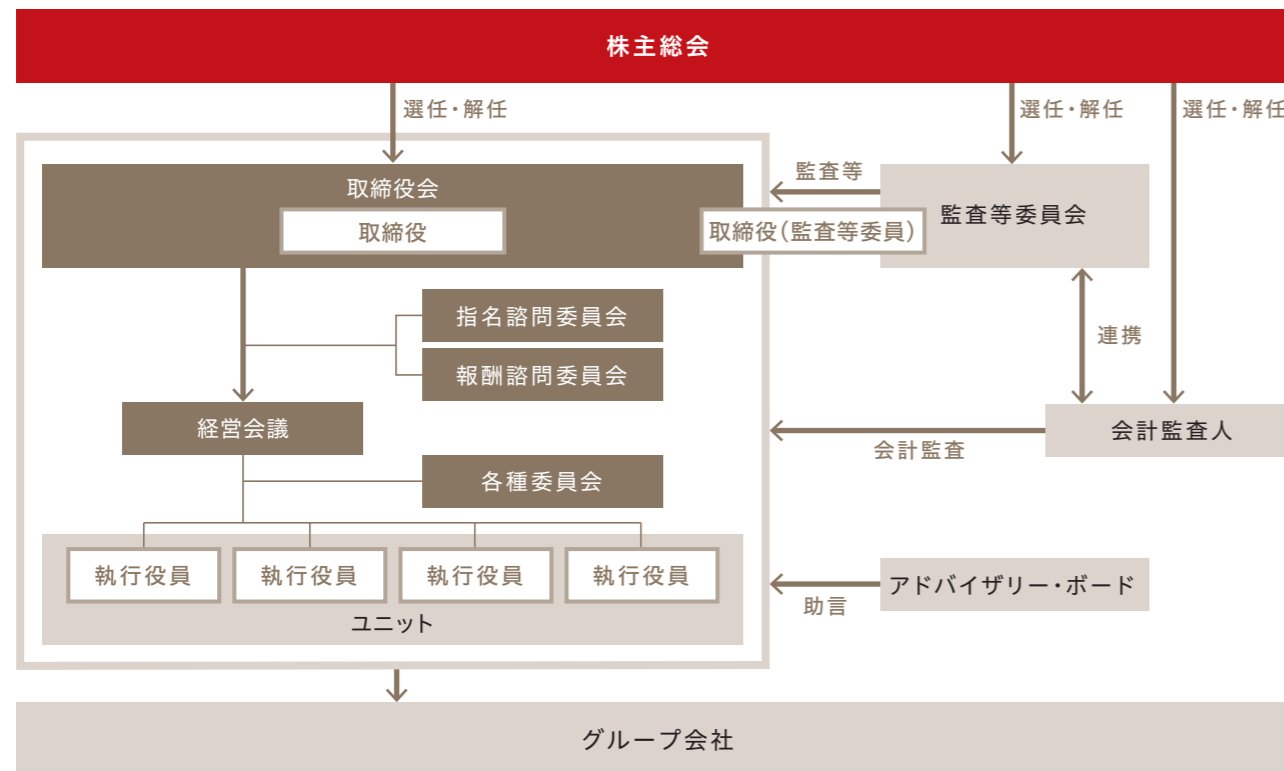 株主総会
選任・解任
選任・解任
選任・解任
取締役会
監査等
取締役
取締役(監査等委員)
監査等委員会
指名諮問委員会
連携
報酬諮問委員会
経営会議
会計監査人
会計監査
各種委員会
執行役員
執行役員
執行役員
執行役員
アドバイザリー・ボード
助言
ユニット
グループ会社